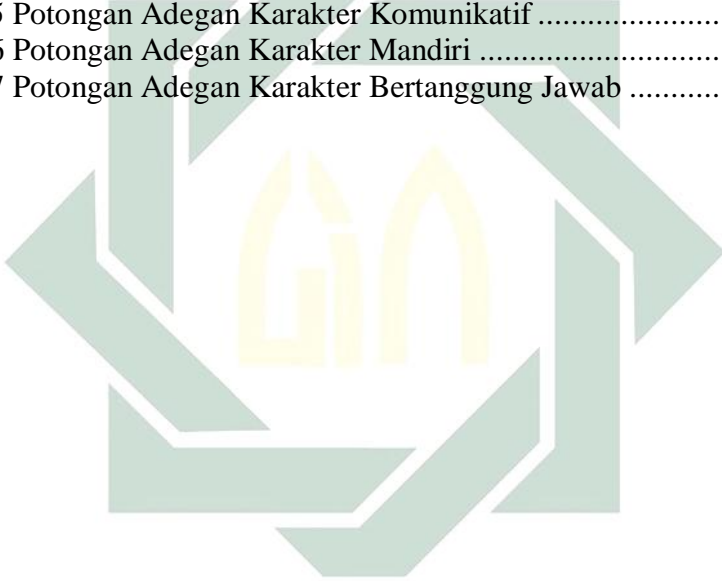 5 Potongan Adegan Karakter Komunikatif ......................
6 Potongan Adegan Karakter Mandiri .............................
7 Potongan Adegan Karakter Bertanggung Jawab ...........